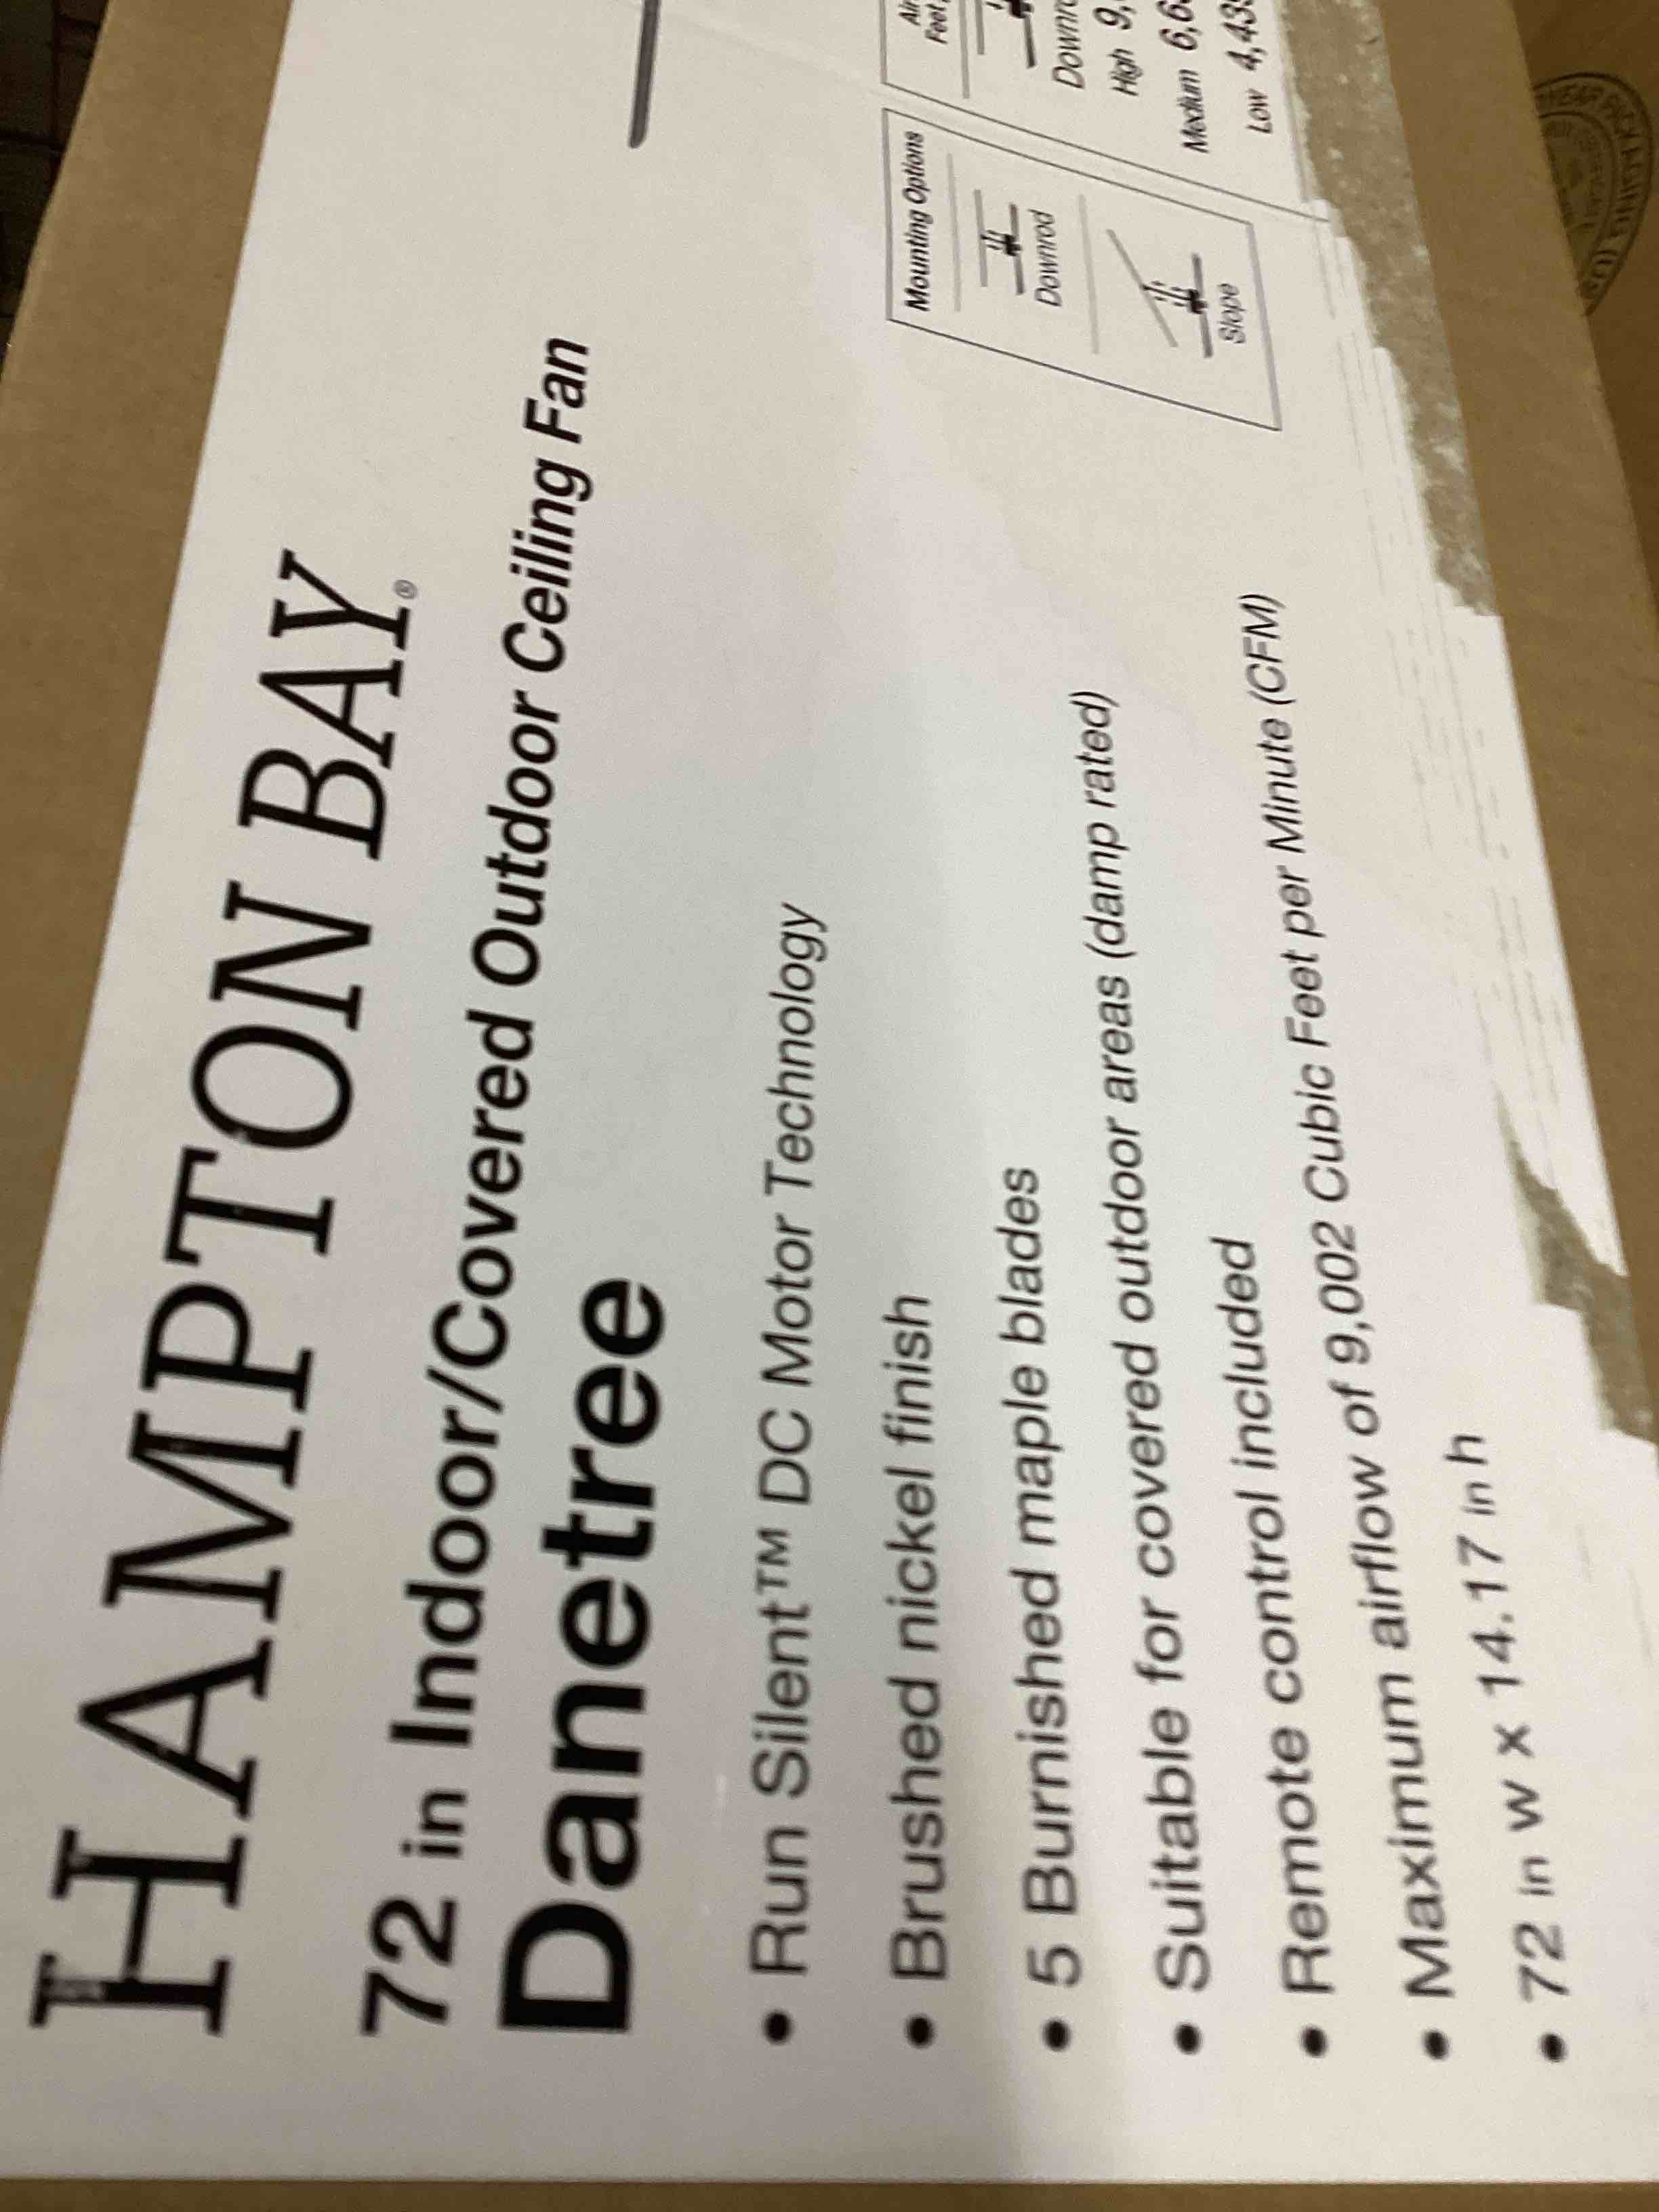 HAMPTON BAY®
72 in Indoor/Covered Outdoor Ceiling Fan
Danetree
• Run Silent™ DC Motor Technology
• Brushed nickel finish
• 5 Burnished maple blades
• Suitable for covered outdoor areas (damp rated)
• Remote control included
• Maximum airflow of 9,002 Cubic Feet per Minute (CFM)
• 72 in w x 14.17 in h
Mounting Options
Downrod
Slope
Feet
High
Medium
Low